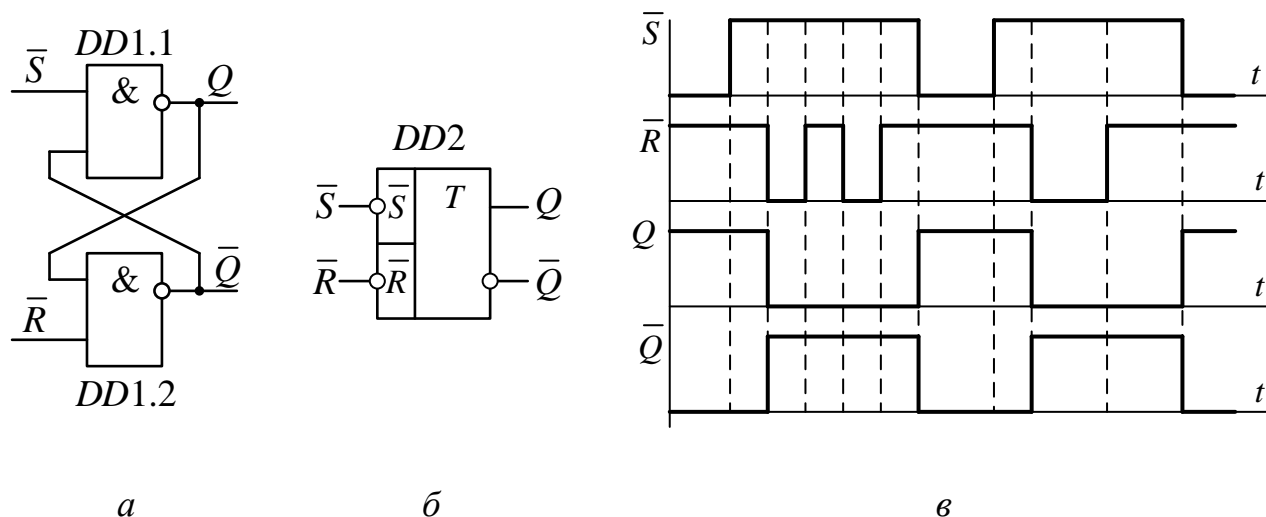 DD1.1
S̅
&
Q
&
Q̅
R̅
DD1.2
DD2
S̅
S̅
T
Q
R̅
R̅
Q̅
S̅
t
R̅
t
Q
t
Q̅
t
а
б
в